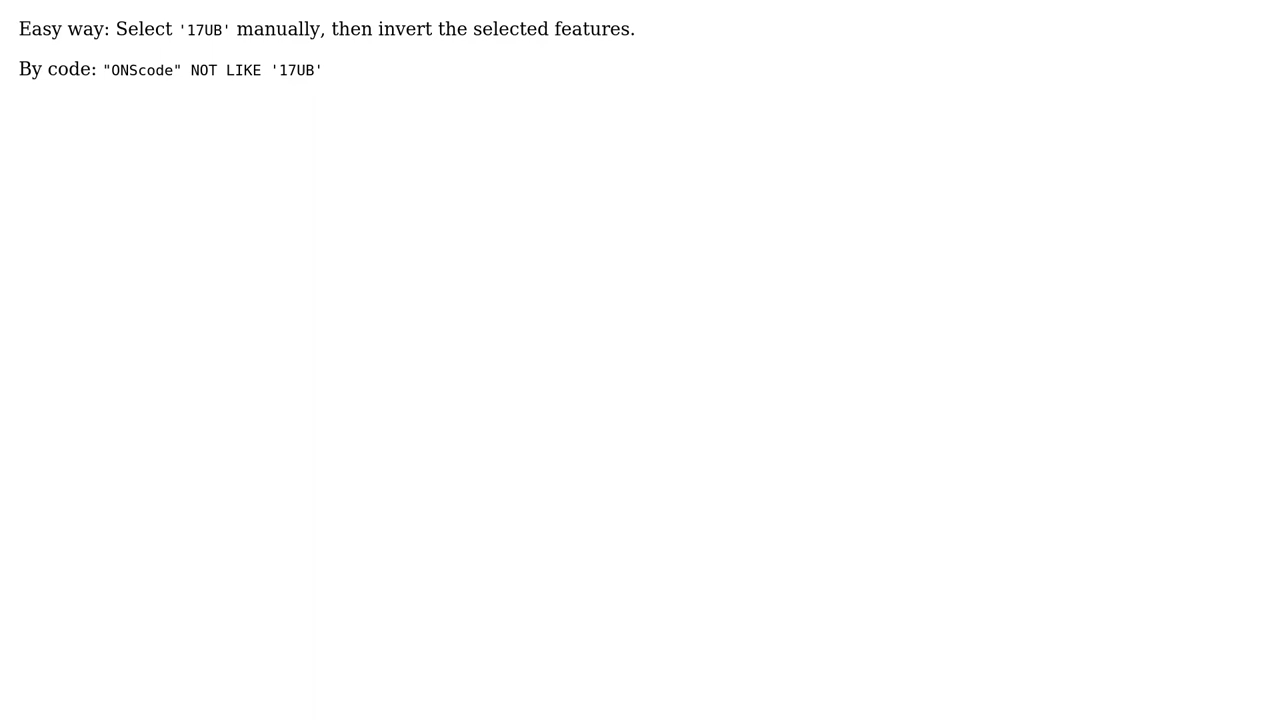 Easy way: Select '17UB' manually, then invert the selected features.
By code: "ONScode" NOT LIKE '17UB'